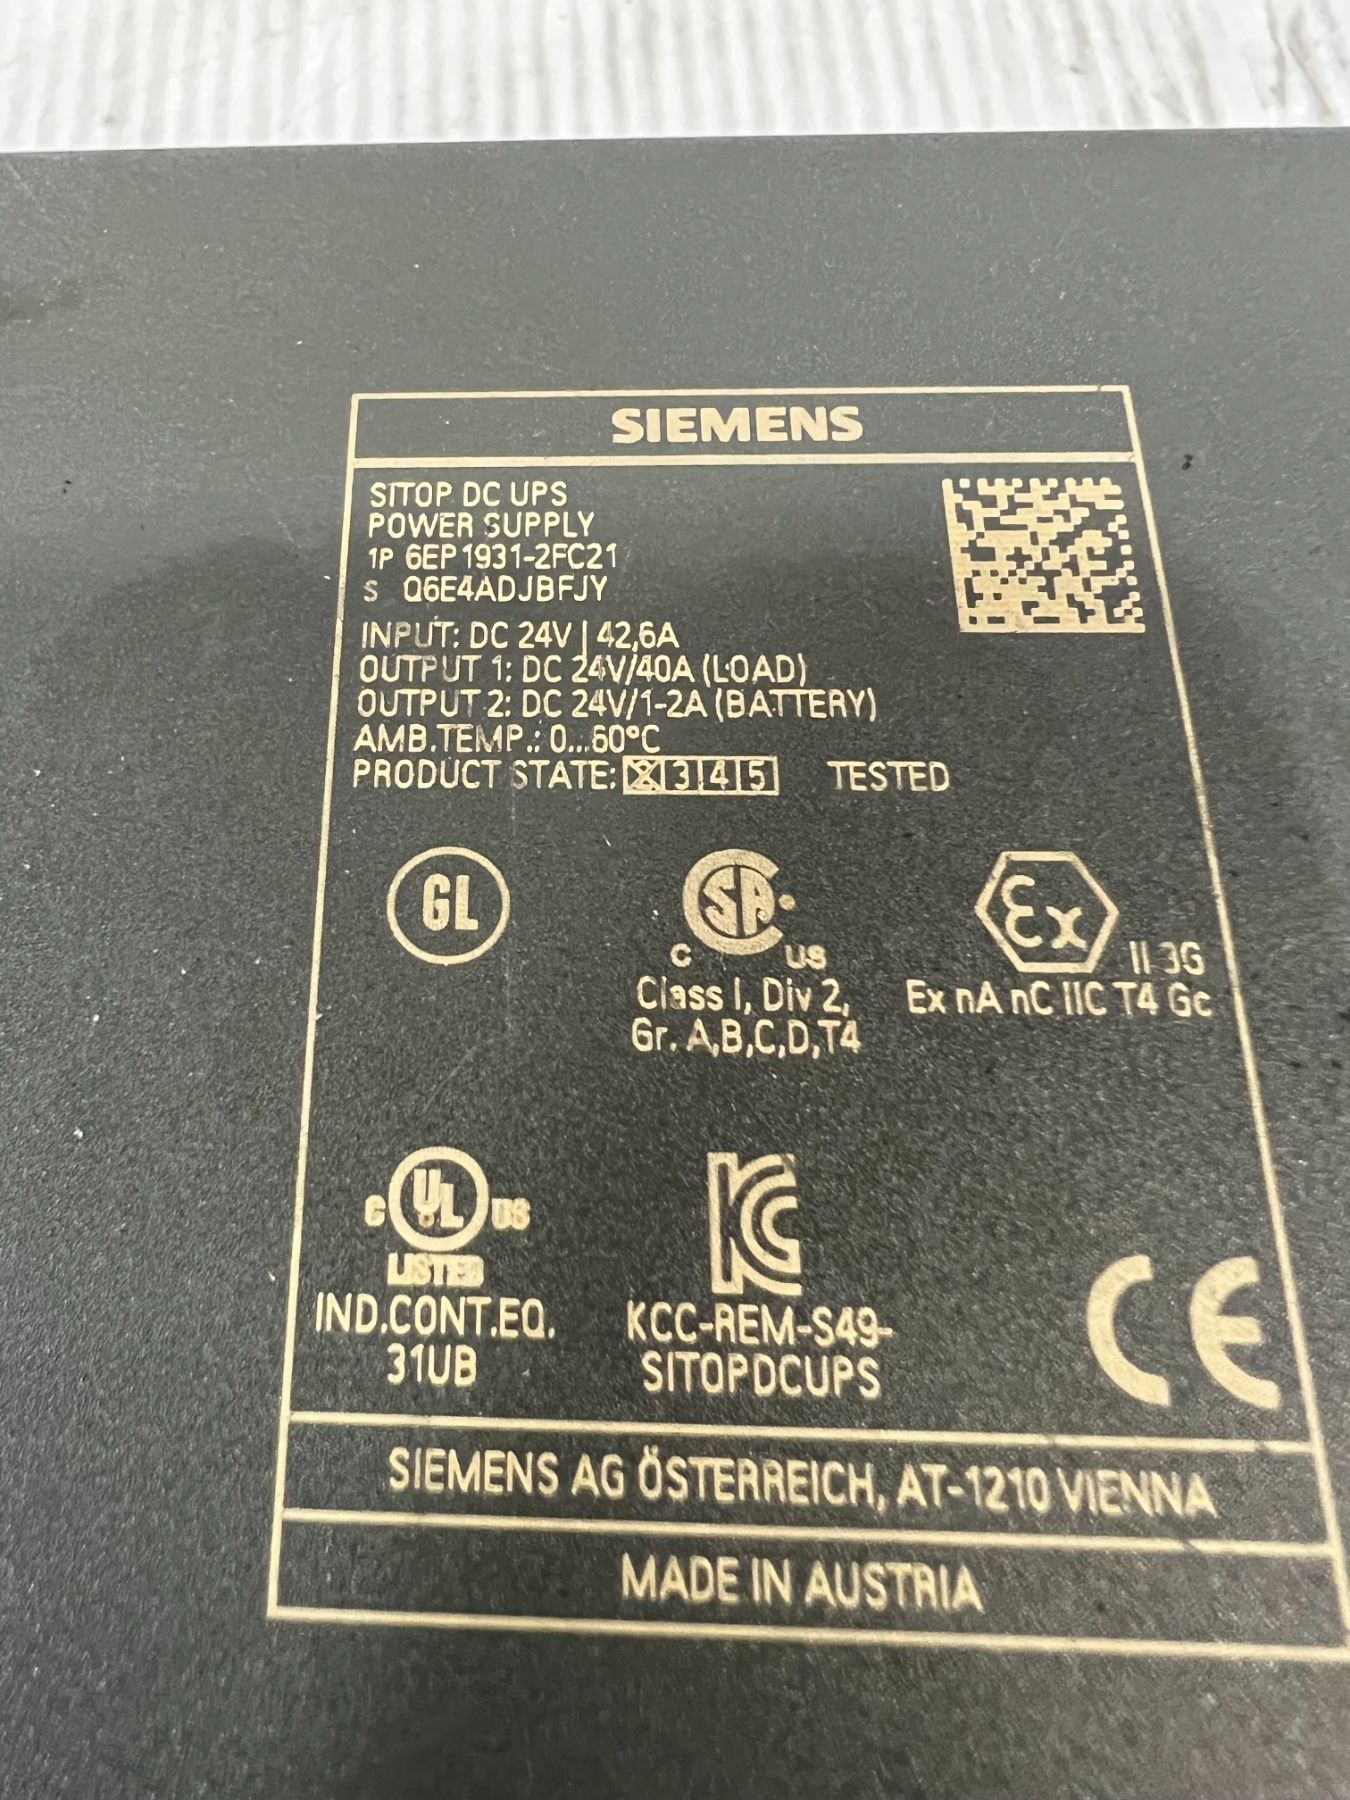 SIEMENS
SITOP DC UPS
POWER SUPPLY
1P 6EP1931-2FC21
S Q6E4ADJBFJY
INPUT: DC 24V | 42,6A
OUTPUT 1: DC 24V/40A (LOAD)
OUTPUT 2: DC 24V/1-2A (BATTERY)
AMB.TEMP.: 0...60°C
PRODUCT STATE: X|3|4|5 TESTED
GL
SA
C US
II 3G
Class I, Div 2,
Gr. A,B,C,D,T4
Ex
Ex nA nC IIC T4 Gc
C UL US
LISTED
IND.CONT.EQ.
31UB
KC
KCC-REM-S49-
SITOPDCUPS
CE
SIEMENS AG ÖSTERREICH, AT-1210 VIENNA
MADE IN AUSTRIA